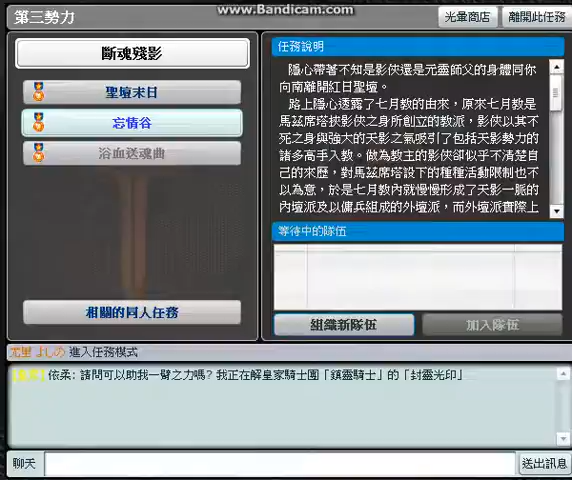 www.Bandicam.com
第三勢力
光暈商店
離開此任務
斷魂殘影
聖壇末日
忘情谷
浴血送魂曲
相關的同人任務
任務說明
隱心帶著不知是影俠還是元靈師父的身體同你
向南離開紅日聖壇。
路上隱心透露了七月教的由來，原來七月教是
馬茲席塔挾影俠之身所創立的教派，影俠以其不
死之身與強大的天影之氣吸引了包括天影勢力的
諸多高手入教。做為教主的影俠卻似乎不清楚自
己的來歷，對馬茲席塔設下的種種活動限制也不
以為意，於是七月教內就慢慢形成了天影一脈的
內壇派及以傭兵組成的外壇派，而外壇派實際上
等待中的隊伍
組織新隊伍
加入隊伍
尤里 よしの 進入任務模式
依柔: 請問可以助我一臂之力嗎? 我正在解皇家騎士團「鎮靈騎士」的「封靈光印」
聊天
送出訊息